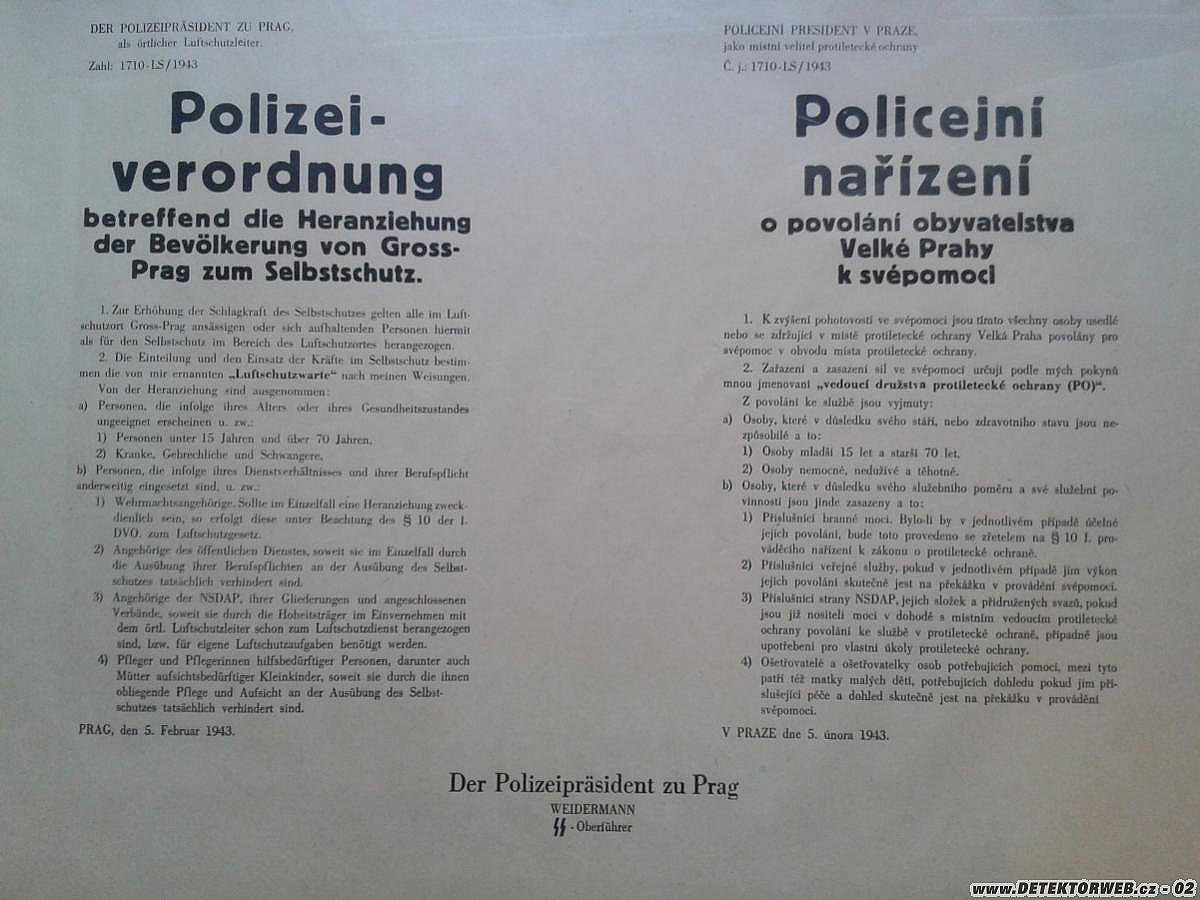 DER POLIZEIPRÄSIDENT ZU PRAG,
als örtlicher Luftschutzleiter.
Zahl: 1710-LS/1943
Polizei-
verordnung
betreffend die Heranziehung
der Bevölkerung von Gross-
Prag zum Selbstschutz.
1. Zur Erhöhung der Schlagkraft des Selbstschutzes gelten alle im Luft-
schutzort Gross-Prag ansässigen oder sich aufhaltenden Personen hiermit
als für den Selbstschutz im Bereich des Luftschutzortes herangezogen.
2. Die Einteilung und den Einsatz der Kräfte im Selbstschutz bestim-
men die von mir ernannten „Luftschutzwarte“ nach meinen Weisungen.
Von der Heranziehung sind ausgenommen:
a) Personen, die infolge ihres Alters oder ihres Gesundheitszustandes
ungeeignet erscheinen u. zw.:
1) Personen unter 15 Jahren und über 70 Jahren,
2) Kranke, Gebrechliche und Schwangere,
b) Personen, die infolge ihres Dienstverhältnisses und ihrer Berufspflicht
anderweitig eingesetzt sind, u. zw.:
1) Wehrmachtsangehörige. Sollte im Einzelfall eine Heranziehung zweck-
dienlich sein, so erfolgt diese unter Beachtung des § 10 der I.
DVO. zum Luftschutzgesetz.
2) Angehörige des öffentlichen Dienstes, soweit sie im Einzelfall durch
die Ausübung ihrer Berufspflichten an der Ausübung des Selbst-
schutzes tatsächlich verhindert sind.
3) Angehörige der NSDAP, ihrer Gliederungen und angeschlossenen
Verbände, soweit sie durch die Hoheitsträger im Einvernehmen mit
dem örtl. Luftschutzleiter schon zum Luftschutzdienst herangezogen
sind, bzw. für eigene Luftschutzaufgaben benötigt werden.
4) Pfleger und Pflegerinnen hilfsbedürftiger Personen, darunter auch
Mütter aufsichtsbedürftiger Kleinkinder, soweit sie durch die ihnen
obliegende Pflege und Aufsicht an der Ausübung des Selbst-
schutzes tatsächlich verhindert sind.
PRAG, den 5. Februar 1943.
POLICEJNÍ PRESIDENT V PRAZE,
jako místní velitel protiletecké ochrany
Č. j.: 1710-LS/1943
Policejní
nařízení
o povolání obyvatelstva
Velké Prahy
k svépomoci
1. K zvýšení pohotovosti ve svépomoci jsou tímto všechny osoby usedlé
nebo se zdržující v místě protiletecké ochrany Velká Praha povolány pro
svépomoc v obvodu místa protiletecké ochrany.
2. Zařazení a zasazení sil ve svépomoci určují podle mých pokynů
mnou jmenovaní „vedoucí družstva protiletecké ochrany (PO)“.
Z povolání ke službě jsou vyjmuty:
a) Osoby, které v důsledku svého stáří, nebo zdravotního stavu jsou ne-
způsobilé a to:
1) Osoby mladší 15 let a starší 70 let,
2) Osoby nemocné, neduživé a těhotné.
b) Osoby, které v důsledku svého služebního poměru a své služební po-
vinnosti jsou jinde zasazeny a to:
1) Příslušníci branné moci. Bylo-li by v jednotlivém případě účelné
jejich povolání, bude toto provedeno se zřetelem na § 10 I. pro-
váděcího nařízení k zákonu o protiletecké ochraně.
2) Příslušníci veřejné služby, pokud v jednotlivém případě jim výkon
jejich povolání skutečně jest na překážku v provádění svépomoci.
3) Příslušníci strany NSDAP, jejích složek a přidružených svazů, pokud
jsou již nositeli moci v dohodě s místním vedoucím protiletecké
ochrany povoláni ke službě v protiletecké ochraně, případně jsou
upotřebeni pro vlastní úkoly protiletecké ochrany.
4) Ošetřovatelé a ošetřovatelky osob potřebujících pomoci, mezi tyto
patří též matky malých dětí, potřebujících dohledu pokud jim pří-
slušející péče a dohled skutečně jest na překážku v provádění
svépomoci.
V PRAZE dne 5. února 1943.
Der Polizeipräsident zu Prag
WEIDERMANN
SS-Oberführer
www.DETEKTORWEB.cz - 02